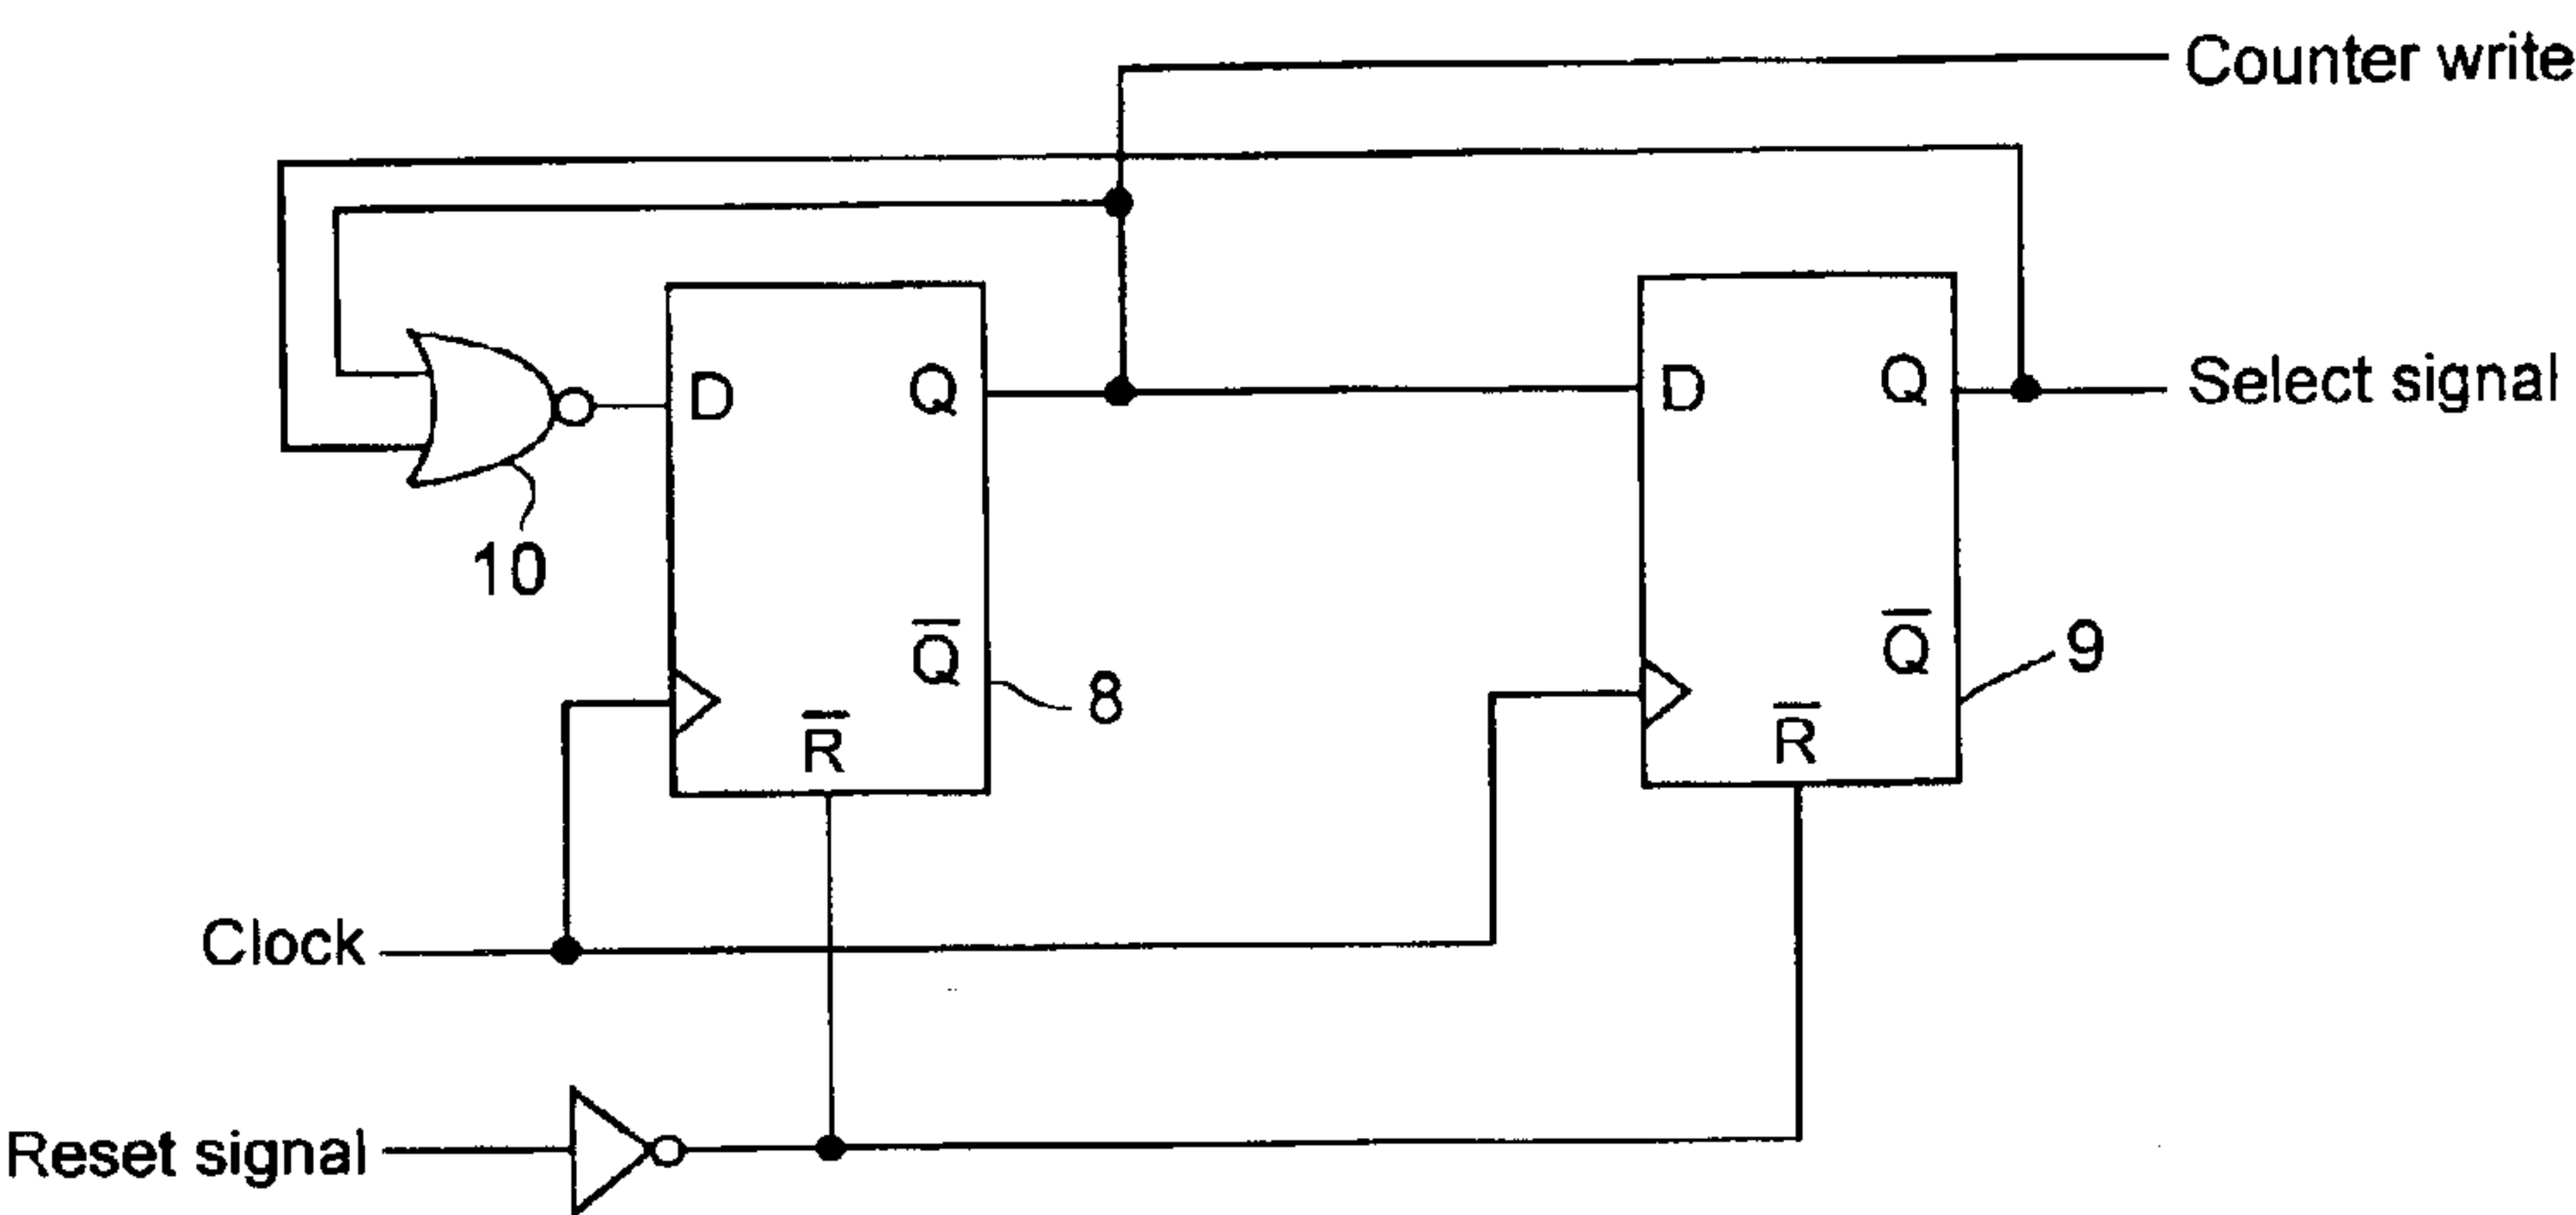 Counter write
D Q D Q Select signal
10
Q̅ Q̅ 9
8
R̅ R̅
Clock
Reset signal